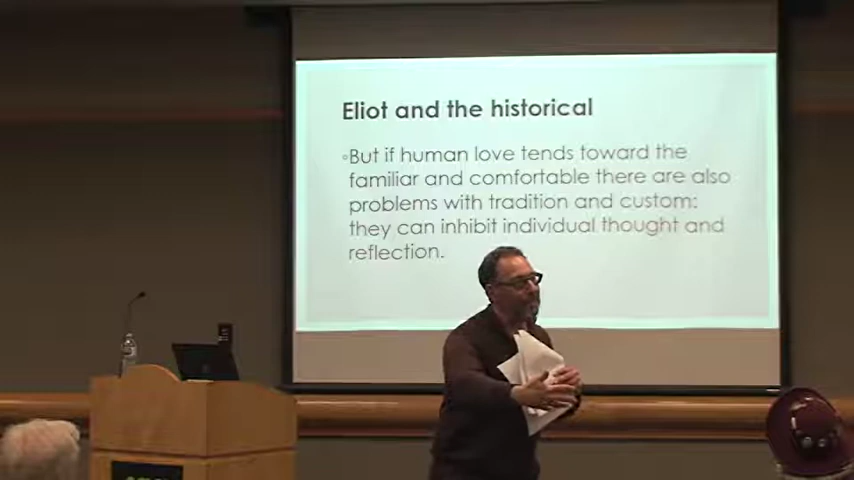 Eliot and the historical
◦But if human love tends toward the
familiar and comfortable there are also
problems with tradition and custom:
they can inhibit individual thought and
reflection.